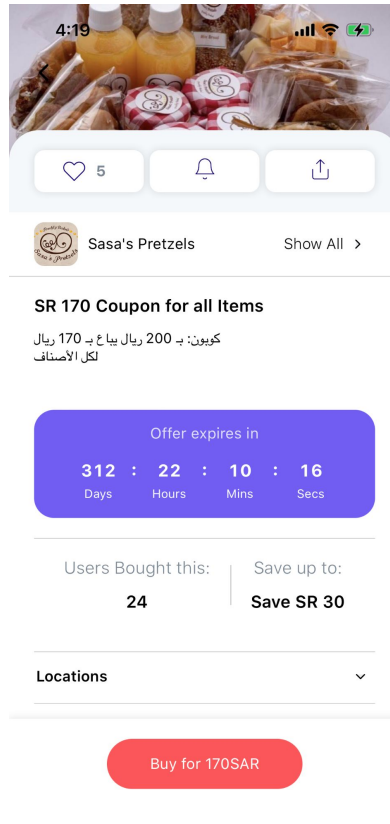 4:19
5
Sasa's Pretzels
Show All
SR 170 Coupon for all Items
كوبون: بـ 200 ريال يباع بـ 170 ريال
لكل الأصناف
Offer expires in
312 : 22 : 10 : 16
Days Hours Mins Secs
Users Bought this: Save up to:
24 Save SR 30
Locations
Buy for 170SAR